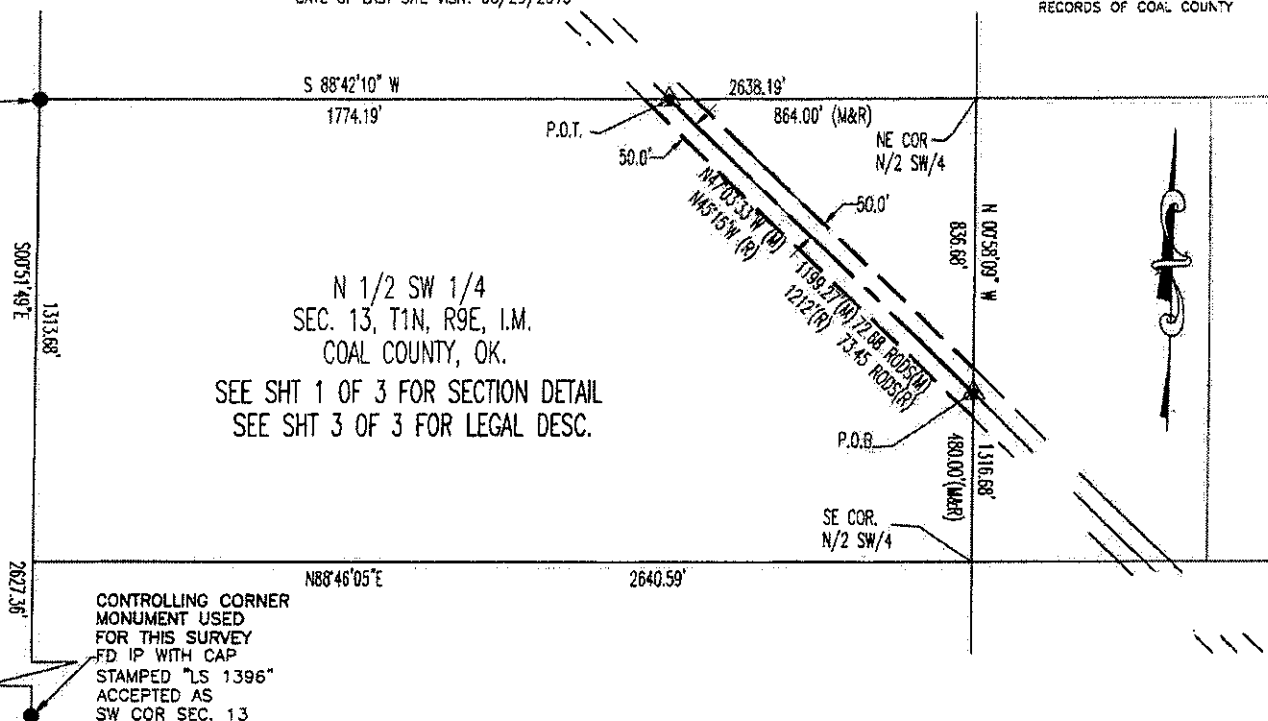 RECORDS OF COAL COUNTY
S 88°42'10" W
2638.19'
1774.19'
864.00' (M&R)
P.O.T.
NE COR
N/2 SW/4
50.0'
50.0'
N47°03'33"W (M)
N45°15'W (R)
N 00°58'09" W
836.68'
1199.27'(M) 72.68 RODS(M)
1212'(R) 73.45 RODS(R)
S00°51'49"E
1313.68'
N 1/2 SW 1/4
SEC. 13, T1N, R9E, I.M.
COAL COUNTY, OK.
SEE SHT 1 OF 3 FOR SECTION DETAIL
SEE SHT 3 OF 3 FOR LEGAL DESC.
P.O.B.
1316.68'
480.00'(M&R)
SE COR.
N/2 SW/4
N88°46'05"E
2640.59'
2627.36'
CONTROLLING CORNER
MONUMENT USED
FOR THIS SURVEY
FD IP WITH CAP
STAMPED "LS 1396"
ACCEPTED AS
SW COR SEC. 13